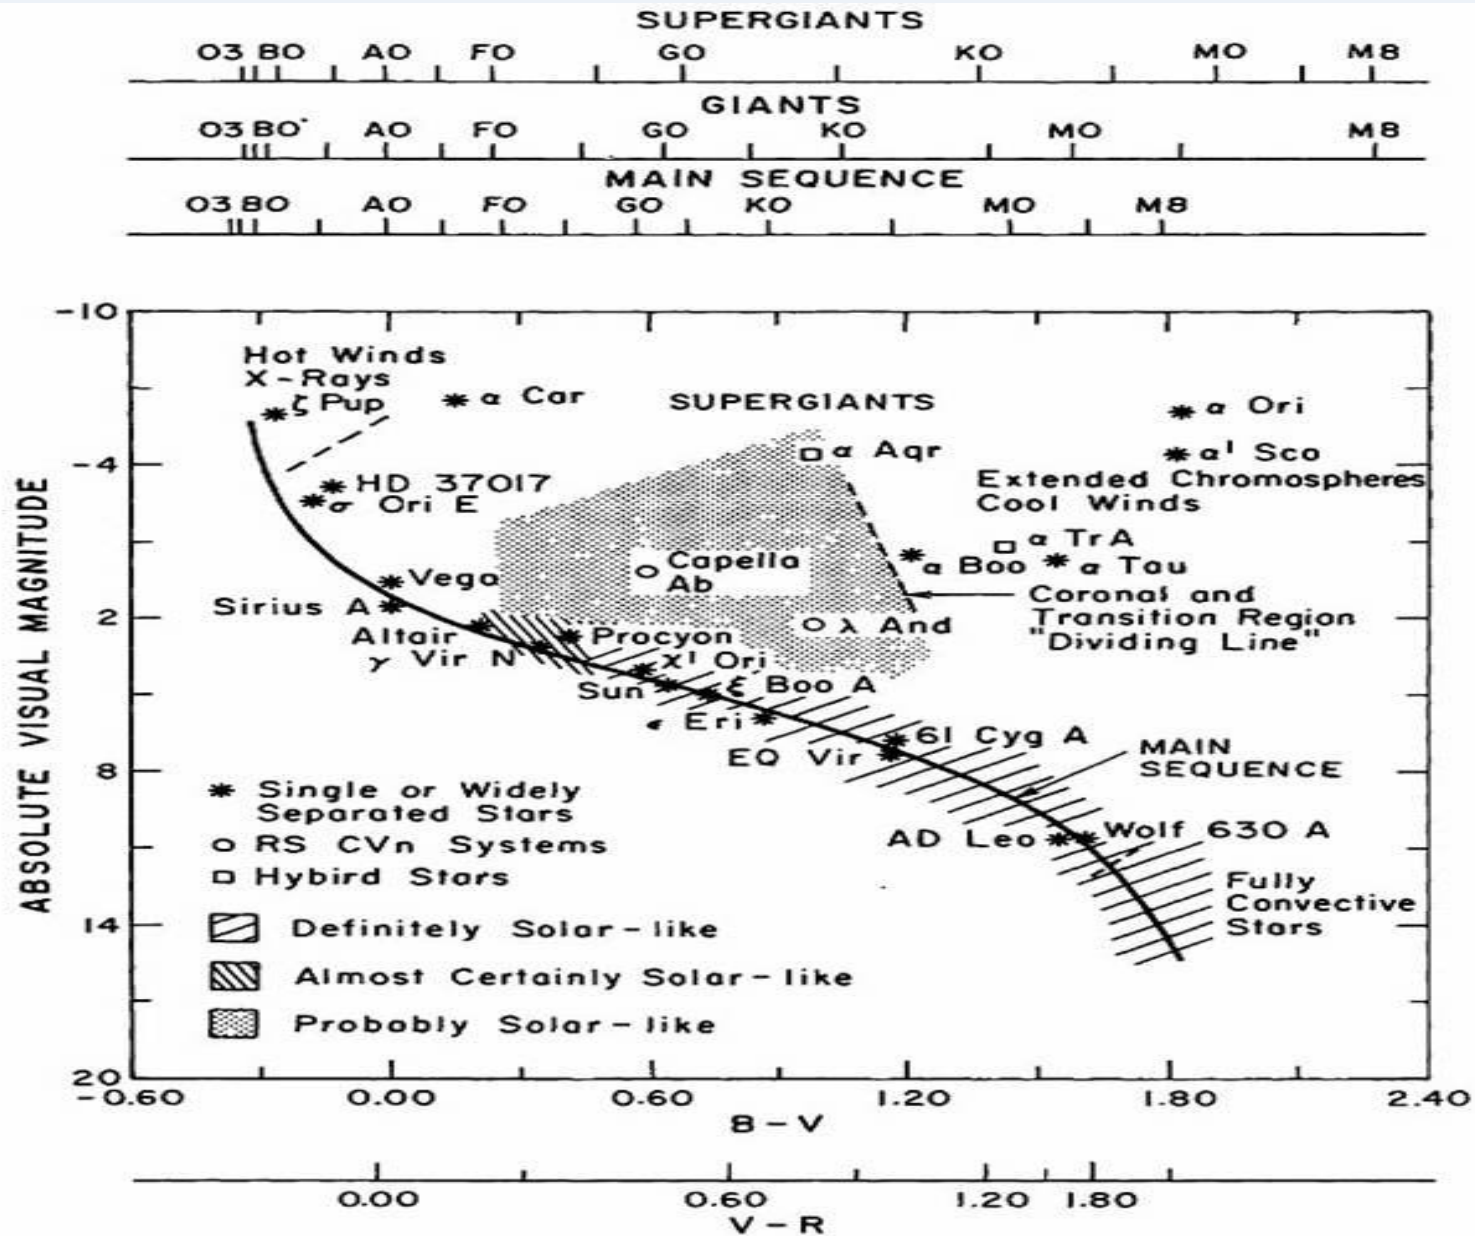 SUPERGIANTS
O3 B0 A0 F0 G0 K0 M0 M8
GIANTS
O3 B0 A0 F0 G0 K0 M0 M8
MAIN SEQUENCE
O3 B0 A0 F0 G0 K0 M0 M8
-10
Hot Winds
X-Rays
ζ Pup
α Car
SUPERGIANTS
α Ori
-4
α Aqr
α¹ Sco
HD 37017
σ Ori E
Extended Chromospheres
Cool Winds
α TrA
α Boo
α Tau
Capella
Ab
Vega
Sirius A
2
Coronal and
Transition Region
"Dividing Line"
λ And
Altair
Procyon
γ Vir N
χ¹ Ori
Sun
ξ Boo A
ε Eri
61 Cyg A
EQ Vir
MAIN
SEQUENCE
8
Single or Widely
Separated Stars
RS CVn Systems
Hybird Stars
AD Leo
Wolf 630 A
Fully
Convective
Stars
14
Definitely Solar-like
Almost Certainly Solar-like
Probably Solar-like
20
ABSOLUTE VISUAL MAGNITUDE
-0.60 0.00 0.60 1.20 1.80 2.40
B-V
0.00 0.60 1.20 1.80
V-R